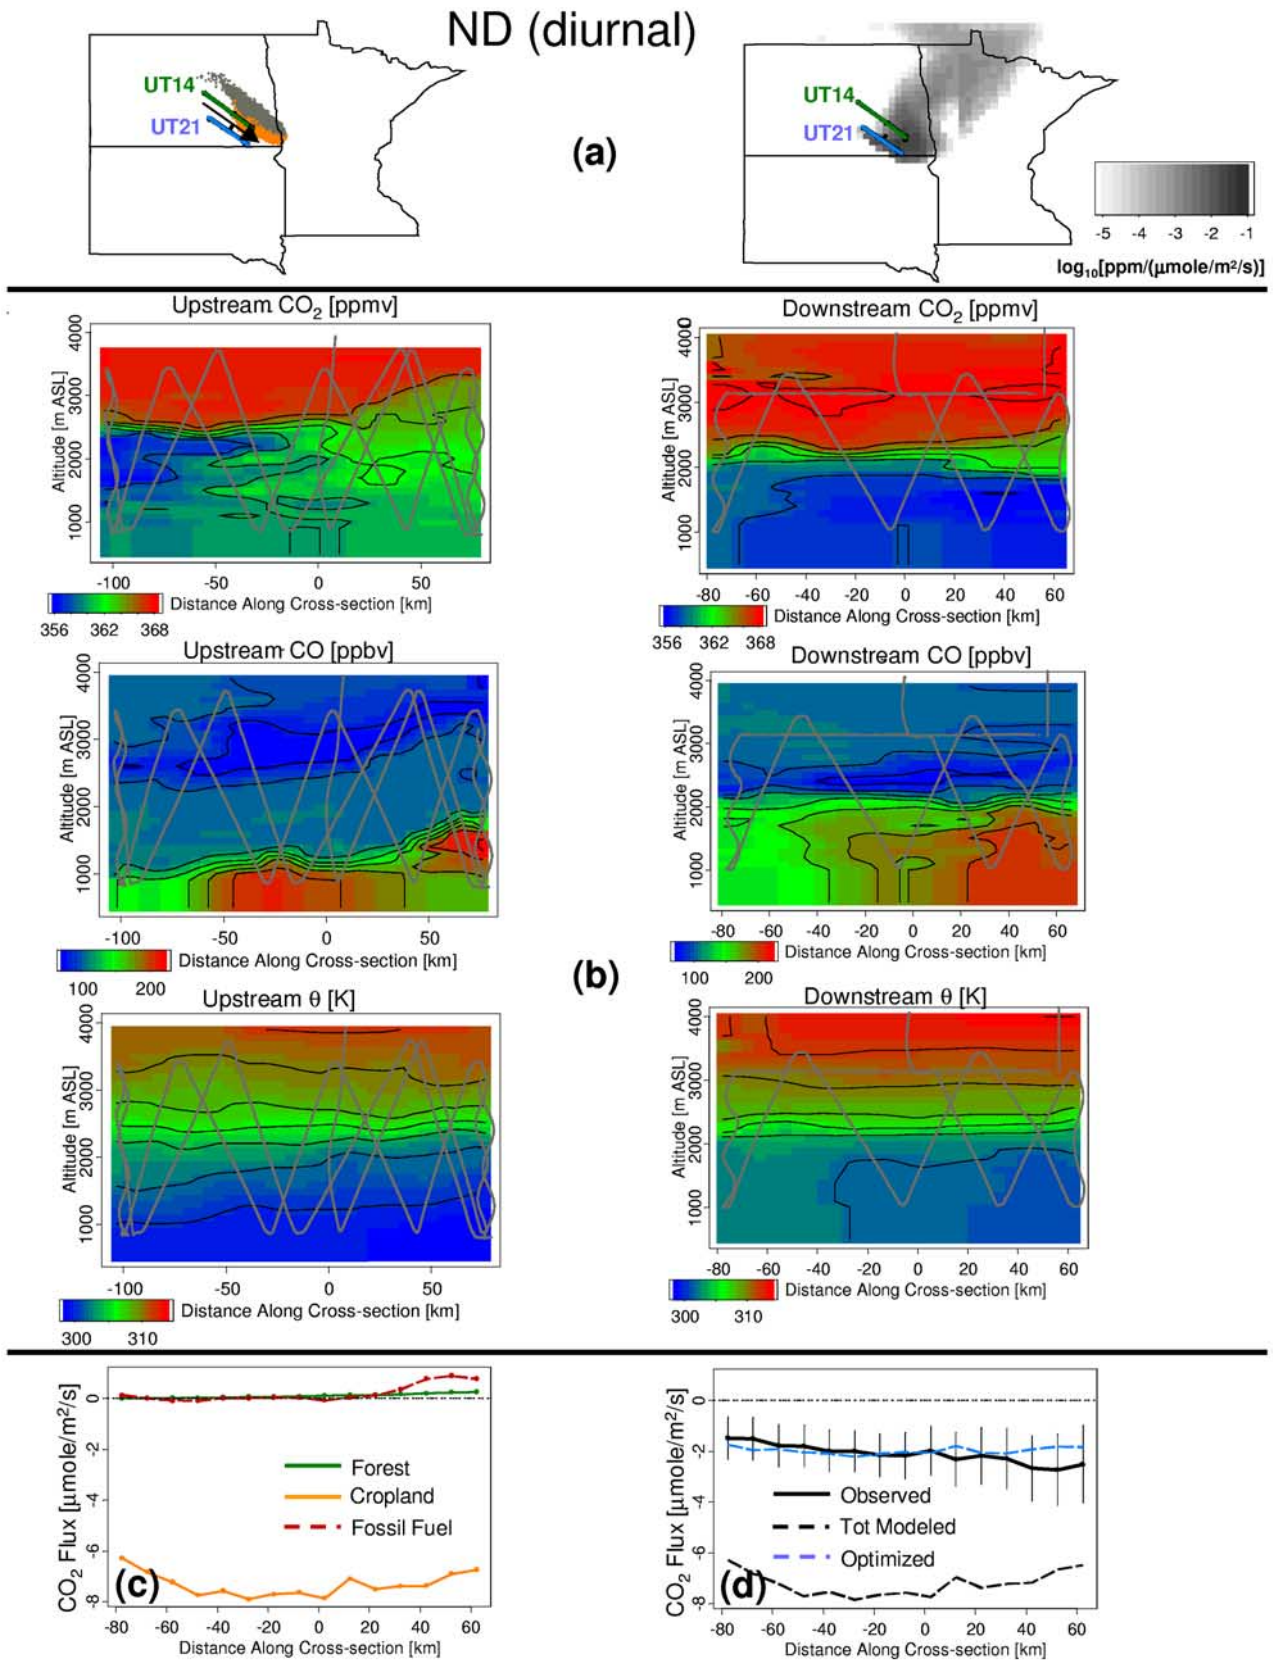 ND (diurnal)
UT14
UT21
(a)
UT14
UT21
-5 -4 -3 -2 -1
log10[ppm/(μmole/m²/s)]
Upstream CO2 [ppmv]
Altitude [m ASL]
4000
3000
2000
1000
-100 -50 0 50
Distance Along Cross-section [km]
356 362 368
Downstream CO2 [ppmv]
Altitude [m ASL]
4000
3000
2000
1000
-80 -60 -40 -20 0 20 40 60
Distance Along Cross-section [km]
356 362 368
Upstream CO [ppbv]
Altitude [m ASL]
4000
3000
2000
1000
-100 -50 0 50
Distance Along Cross-section [km]
100 200
Downstream CO [ppbv]
Altitude [m ASL]
4000
3000
2000
1000
-80 -60 -40 -20 0 20 40 60
Distance Along Cross-section [km]
100 200
(b)
Upstream θ [K]
Altitude [m ASL]
4000
3000
2000
1000
-100 -50 0 50
Distance Along Cross-section [km]
300 310
Downstream θ [K]
Altitude [m ASL]
4000
3000
2000
1000
-80 -60 -40 -20 0 20 40 60
Distance Along Cross-section [km]
300 310
CO2 Flux [μmole/m²/s]
0
-2
-4
-6
-8
Forest
Cropland
Fossil Fuel
(c)
-80 -60 -40 -20 0 20 40 60
Distance Along Cross-section [km]
CO2 Flux [μmole/m²/s]
0
-2
-4
-6
-8
Observed
Tot Modeled
Optimized
(d)
-80 -60 -40 -20 0 20 40 60
Distance Along Cross-section [km]